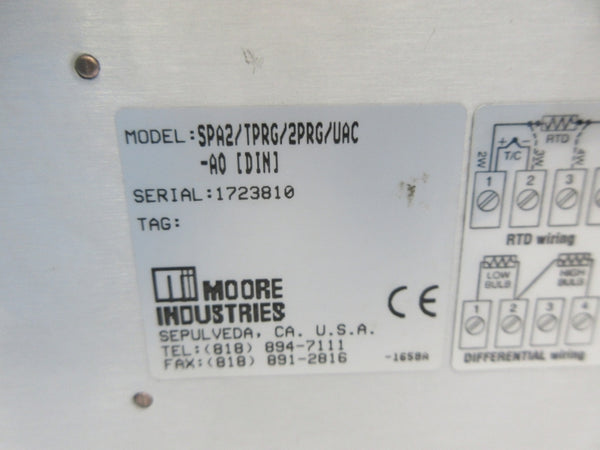 MODEL:SPA2/TPRG/2PRG/UAC
-AO [DIN]
SERIAL:1723810
TAG:
MOORE
INDUSTRIES
CE
SEPULVEDA, CA. U.S.A.
TEL:(818) 894-7111
FAX:(818) 891-2816
-1658A
RTD
+ -
T/C
2W
3W
4W
1 2 3
RTD wiring
LOW
BULB
HIGH
BULB
1 2 3 4
DIFFERENTIAL wiring